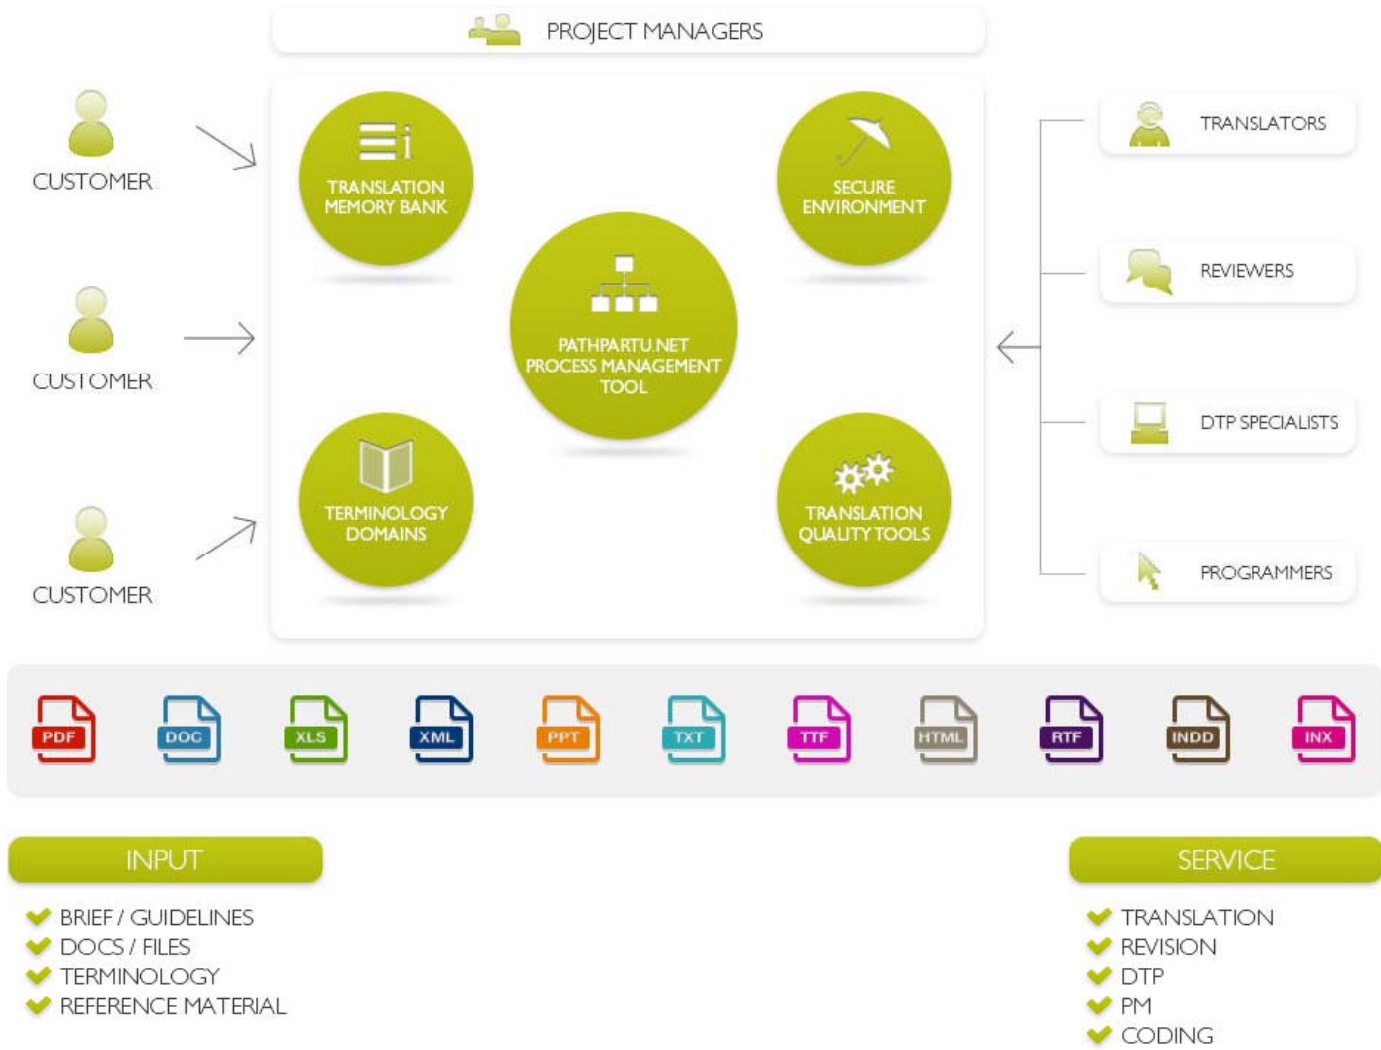 PROJECT MANAGERS
CUSTOMER
CUSTOMER
CUSTOMER
i
TRANSLATION
MEMORY BANK
SECURE
ENVIRONMENT
PATHPARTU.NET
PROCESS MANAGEMENT
TOOL
TERMINOLOGY
DOMAINS
TRANSLATION
QUALITY TOOLS
TRANSLATORS
REVIEWERS
DTP SPECIALISTS
PROGRAMMERS
PDF
DOC
XLS
XML
PPT
TXT
TTF
HTML
RTF
INDD
INX
INPUT
BRIEF / GUIDELINES
DOCS / FILES
TERMINOLOGY
REFERENCE MATERIAL
SERVICE
TRANSLATION
REVISION
DTP
PM
CODING